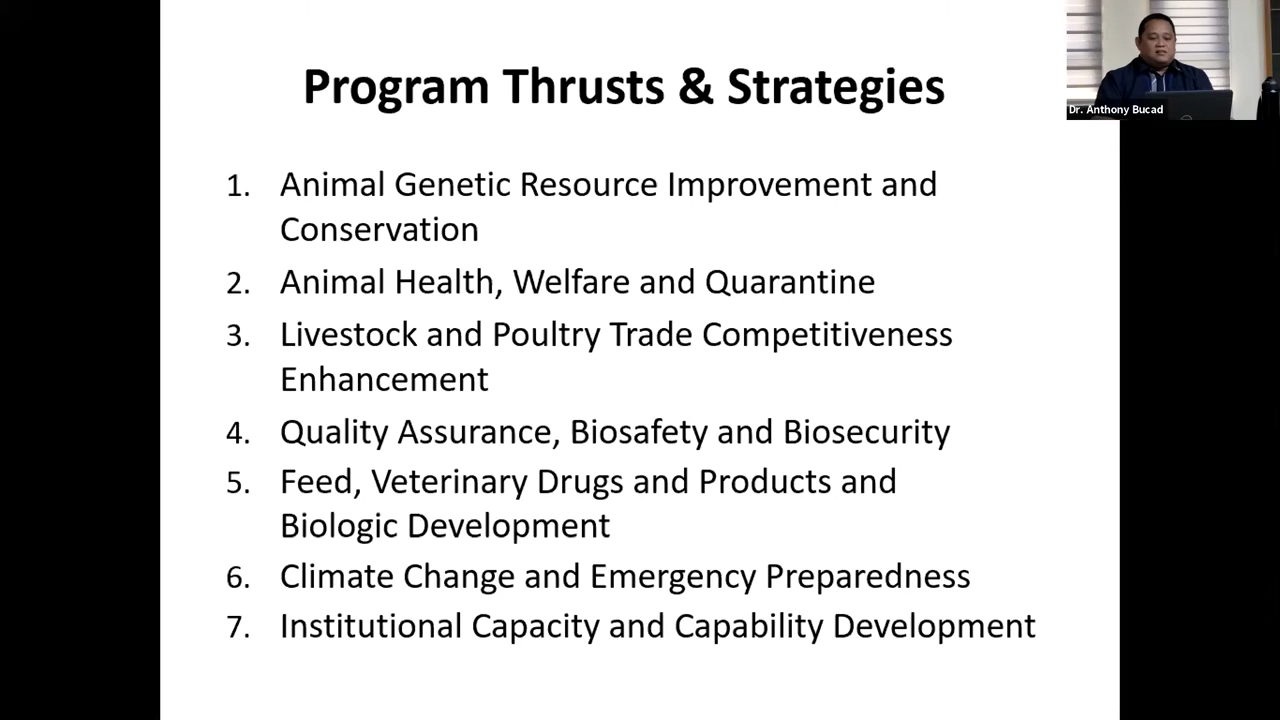 Program Thrusts & Strategies
Dr. Anthony Bucad
1. Animal Genetic Resource Improvement and
Conservation
2. Animal Health, Welfare and Quarantine
3. Livestock and Poultry Trade Competitiveness
Enhancement
4. Quality Assurance, Biosafety and Biosecurity
5. Feed, Veterinary Drugs and Products and
Biologic Development
6. Climate Change and Emergency Preparedness
7. Institutional Capacity and Capability Development